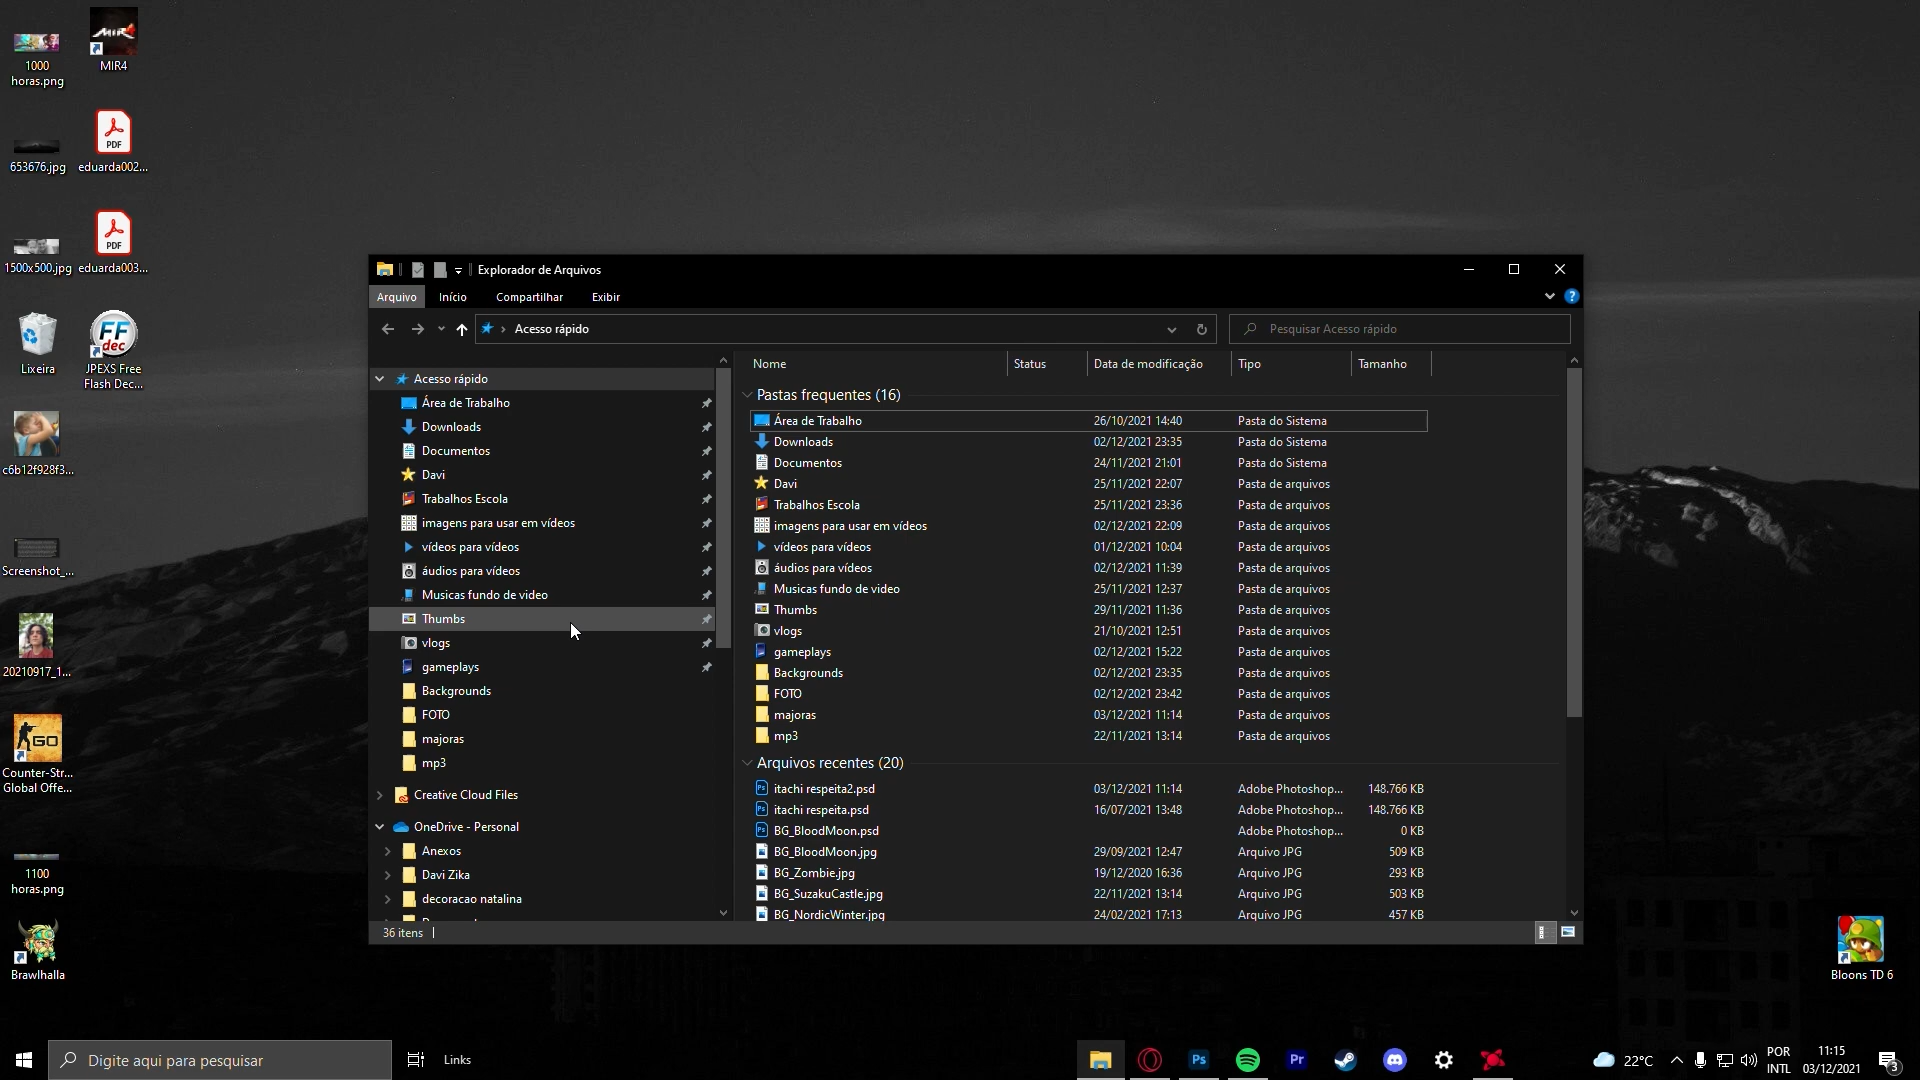 1000
horas.png
MIR4
653676.jpg
PDF
eduarda002...
1500x500.jpg
PDF
eduarda003...
Lixeira
FF
dec
JPEXS Free
Flash Dec...
c6b12f928f3...
Screenshot_...
20210917_1...
GO
Counter-Str...
Global Offe...
1100
horas.png
Brawlhalla
Bloons TD 6
Explorador de Arquivos
Arquivo Início Compartilhar Exibir
Acesso rápido
Pesquisar Acesso rápido
Acesso rápido
Área de Trabalho
Downloads
Documentos
Davi
Trabalhos Escola
imagens para usar em vídeos
vídeos para vídeos
áudios para vídeos
Musicas fundo de video
Thumbs
vlogs
gameplays
Backgrounds
FOTO
majoras
mp3
Creative Cloud Files
OneDrive - Personal
Anexos
Davi Zika
decoracao natalina
Nome Status Data de modificação Tipo Tamanho
Pastas frequentes (16)
Área de Trabalho 26/10/2021 14:40 Pasta do Sistema
Downloads 02/12/2021 23:35 Pasta do Sistema
Documentos 24/11/2021 21:01 Pasta do Sistema
Davi 25/11/2021 22:07 Pasta de arquivos
Trabalhos Escola 25/11/2021 23:36 Pasta de arquivos
imagens para usar em vídeos 02/12/2021 22:09 Pasta de arquivos
vídeos para vídeos 01/12/2021 10:04 Pasta de arquivos
áudios para vídeos 02/12/2021 11:39 Pasta de arquivos
Musicas fundo de video 25/11/2021 12:37 Pasta de arquivos
Thumbs 29/11/2021 11:36 Pasta de arquivos
vlogs 21/10/2021 12:51 Pasta de arquivos
gameplays 02/12/2021 15:22 Pasta de arquivos
Backgrounds 02/12/2021 23:35 Pasta de arquivos
FOTO 02/12/2021 23:42 Pasta de arquivos
majoras 03/12/2021 11:14 Pasta de arquivos
mp3 22/11/2021 13:14 Pasta de arquivos
Arquivos recentes (20)
itachi respeita2.psd 03/12/2021 11:14 Adobe Photoshop... 148.766 KB
itachi respeita.psd 16/07/2021 13:48 Adobe Photoshop... 148.766 KB
BG_BloodMoon.psd Adobe Photoshop... 0 KB
BG_BloodMoon.jpg 29/09/2021 12:47 Arquivo JPG 509 KB
BG_Zombie.jpg 19/12/2020 16:36 Arquivo JPG 293 KB
BG_SuzakuCastle.jpg 22/11/2021 13:14 Arquivo JPG 503 KB
BG_NordicWinter.jpg 24/02/2021 17:13 Arquivo JPG 457 KB
36 itens
Digite aqui para pesquisar
Links
Ps
Pr
22°C
POR
INTL
11:15
03/12/2021
3